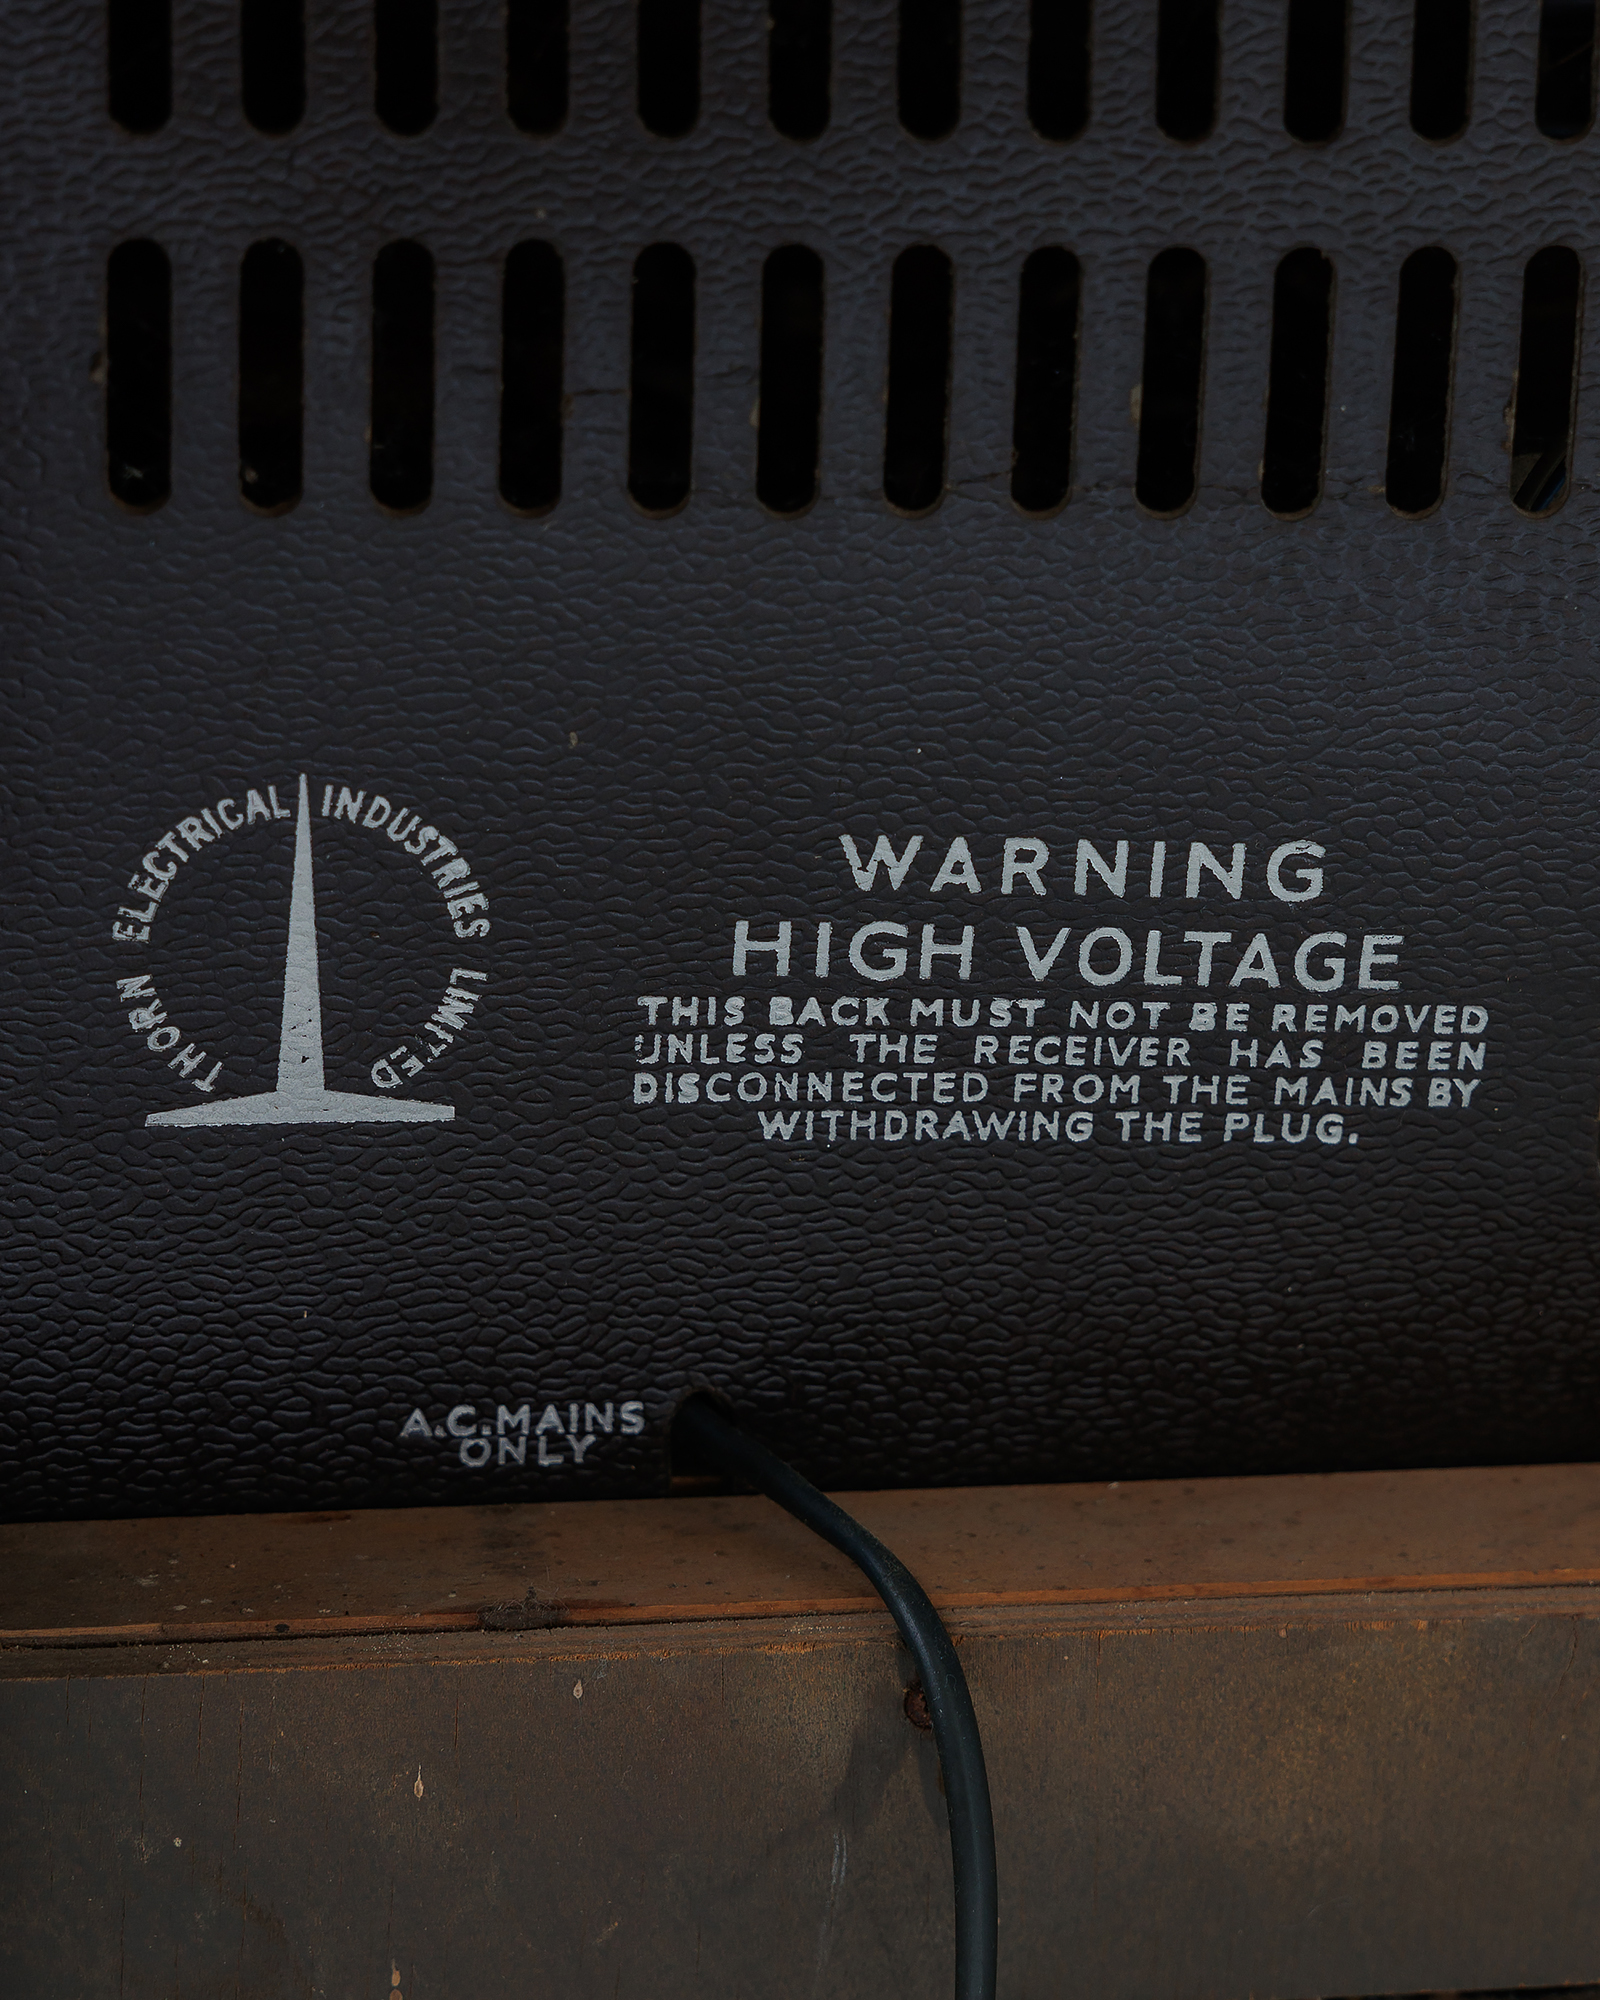 THORN ELECTRICAL INDUSTRIES LIMITED
WARNING
HIGH VOLTAGE
THIS BACK MUST NOT BE REMOVED
UNLESS THE RECEIVER HAS BEEN
DISCONNECTED FROM THE MAINS BY
WITHDRAWING THE PLUG.
A.C. MAINS
ONLY